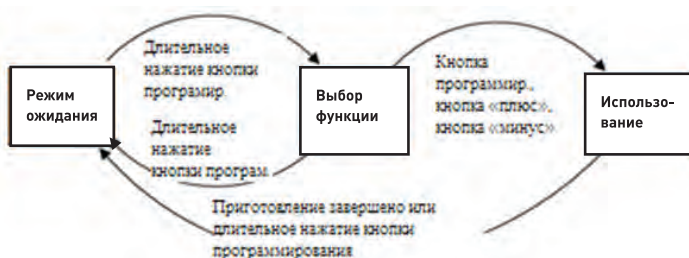 Длительное
нажатие кнопки
програмир.
Режим
ожидания
Длительное
нажатие
кнопки програм
Выбор
функции
Кнопка
программир.,
кнопка «плюс»,
кнопка «минус»
Использо-
вание
Приготовление завершено или
длительное нажатие кнопки
программирования